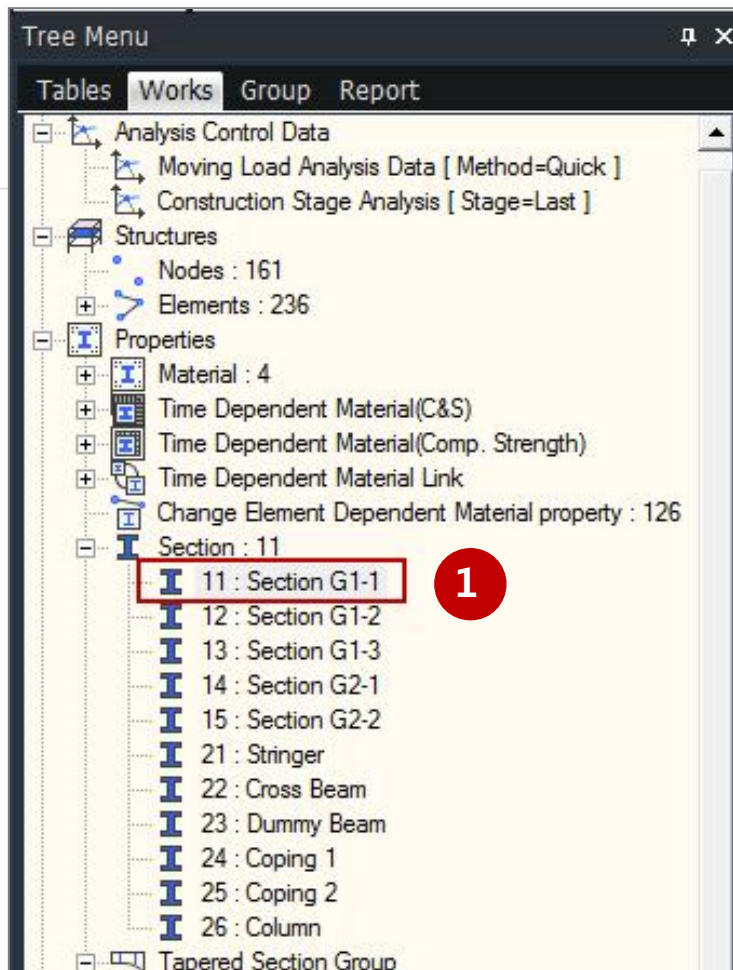 Tree Menu
Tables Works Group Report
Analysis Control Data
Moving Load Analysis Data [ Method=Quick ]
Construction Stage Analysis [ Stage=Last ]
Structures
Nodes : 161
Elements : 236
Properties
Material : 4
Time Dependent Material(C&S)
Time Dependent Material(Comp. Strength)
Time Dependent Material Link
Change Element Dependent Material property : 126
Section : 11
11 : Section G1-1 1
12 : Section G1-2
13 : Section G1-3
14 : Section G2-1
15 : Section G2-2
21 : Stringer
22 : Cross Beam
23 : Dummy Beam
24 : Coping 1
25 : Coping 2
26 : Column
Tapered Section Group